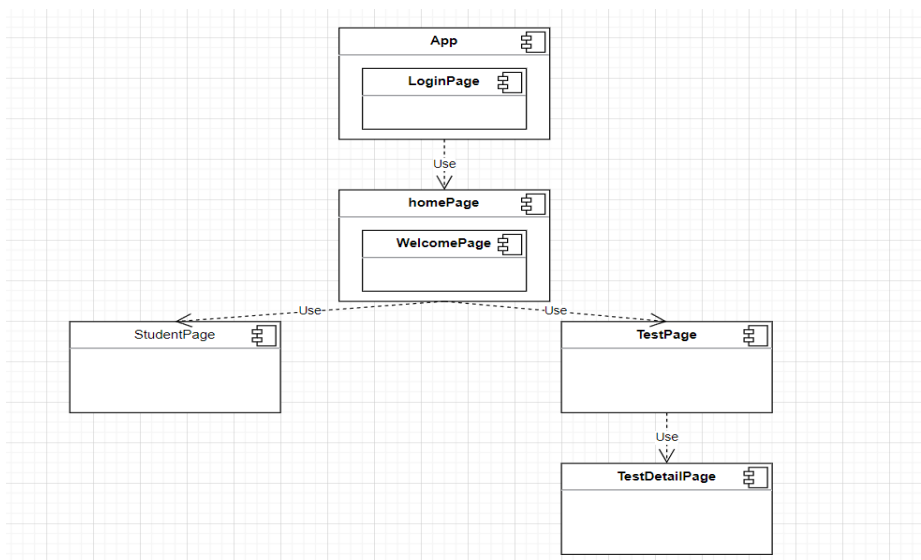 App
LoginPage
Use
homePage
WelcomePage
Use
Use
StudentPage
TestPage
Use
TestDetailPage